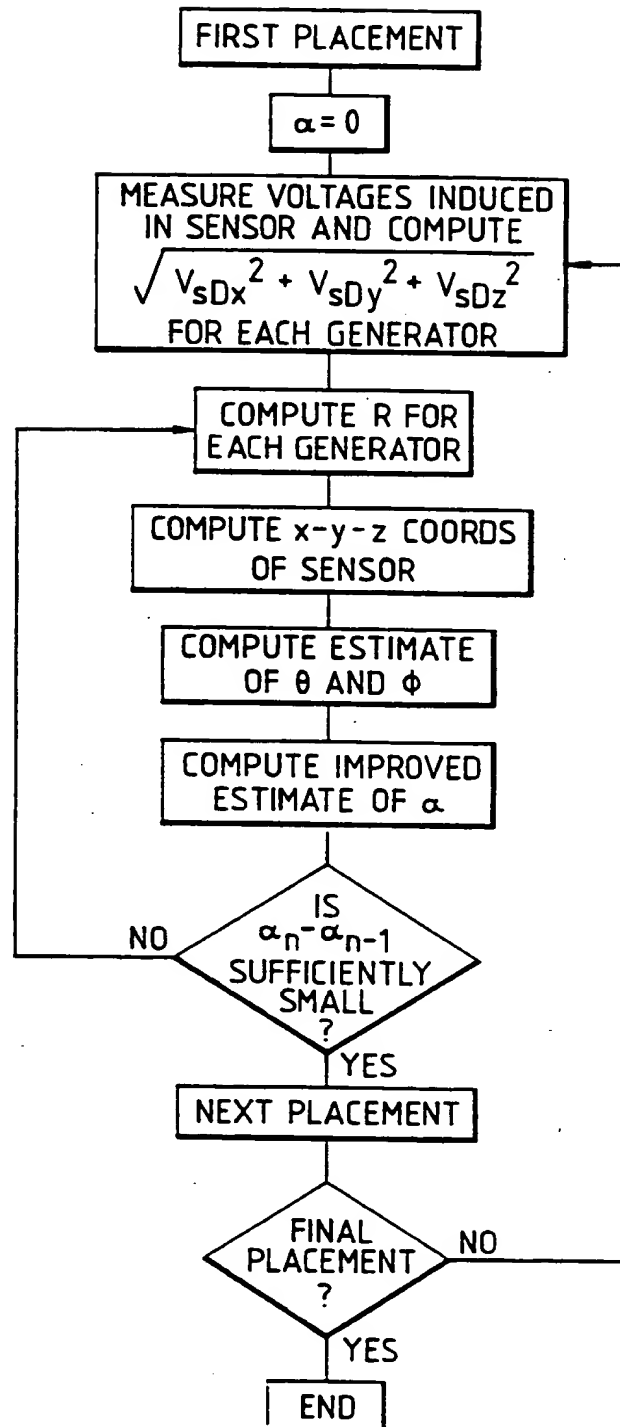 FIRST PLACEMENT
α = 0
MEASURE VOLTAGES INDUCED
IN SENSOR AND COMPUTE
√ VsDx² + VsDy² + VsDz²
FOR EACH GENERATOR
COMPUTE R FOR
EACH GENERATOR
COMPUTE x-y-z COORDS
OF SENSOR
COMPUTE ESTIMATE
OF θ AND ϕ
COMPUTE IMPROVED
ESTIMATE OF α
IS
αn-αn-1
SUFFICIENTLY
SMALL
?
NO
YES
NEXT PLACEMENT
FINAL
PLACEMENT
?
NO
YES
END